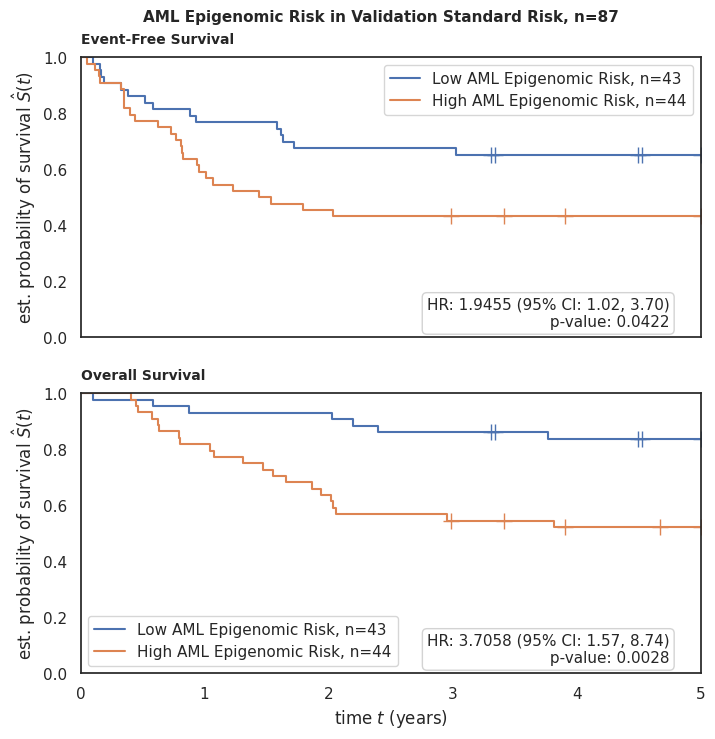 AML Epigenomic Risk in Validation Standard Risk, n=87
Event-Free Survival
1.0
0.8
0.6
0.4
0.2
0.0
est. probability of survival Ŝ(t)
Low AML Epigenomic Risk, n=43
High AML Epigenomic Risk, n=44
HR: 1.9455 (95% CI: 1.02, 3.70)
p-value: 0.0422
Overall Survival
1.0
0.8
0.6
0.4
0.2
0.0
est. probability of survival Ŝ(t)
Low AML Epigenomic Risk, n=43
High AML Epigenomic Risk, n=44
HR: 3.7058 (95% CI: 1.57, 8.74)
p-value: 0.0028
0 1 2 3 4 5
time t (years)